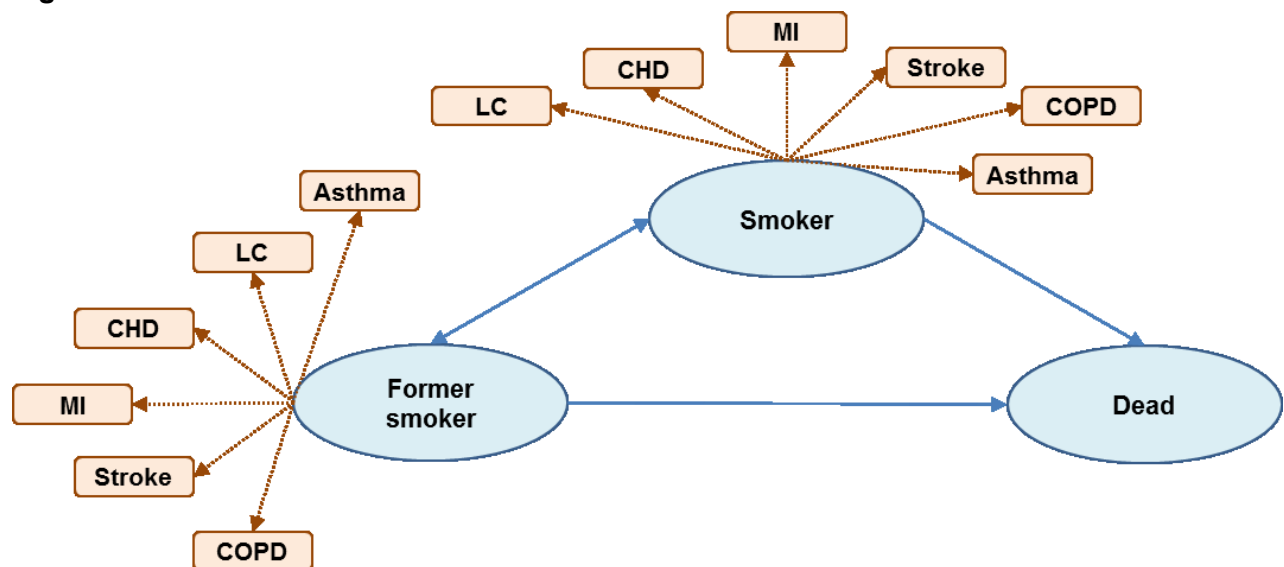 MI
CHD
Stroke
LC
COPD
Asthma
Asthma
Smoker
LC
CHD
Former
smoker
MI
Dead
Stroke
COPD